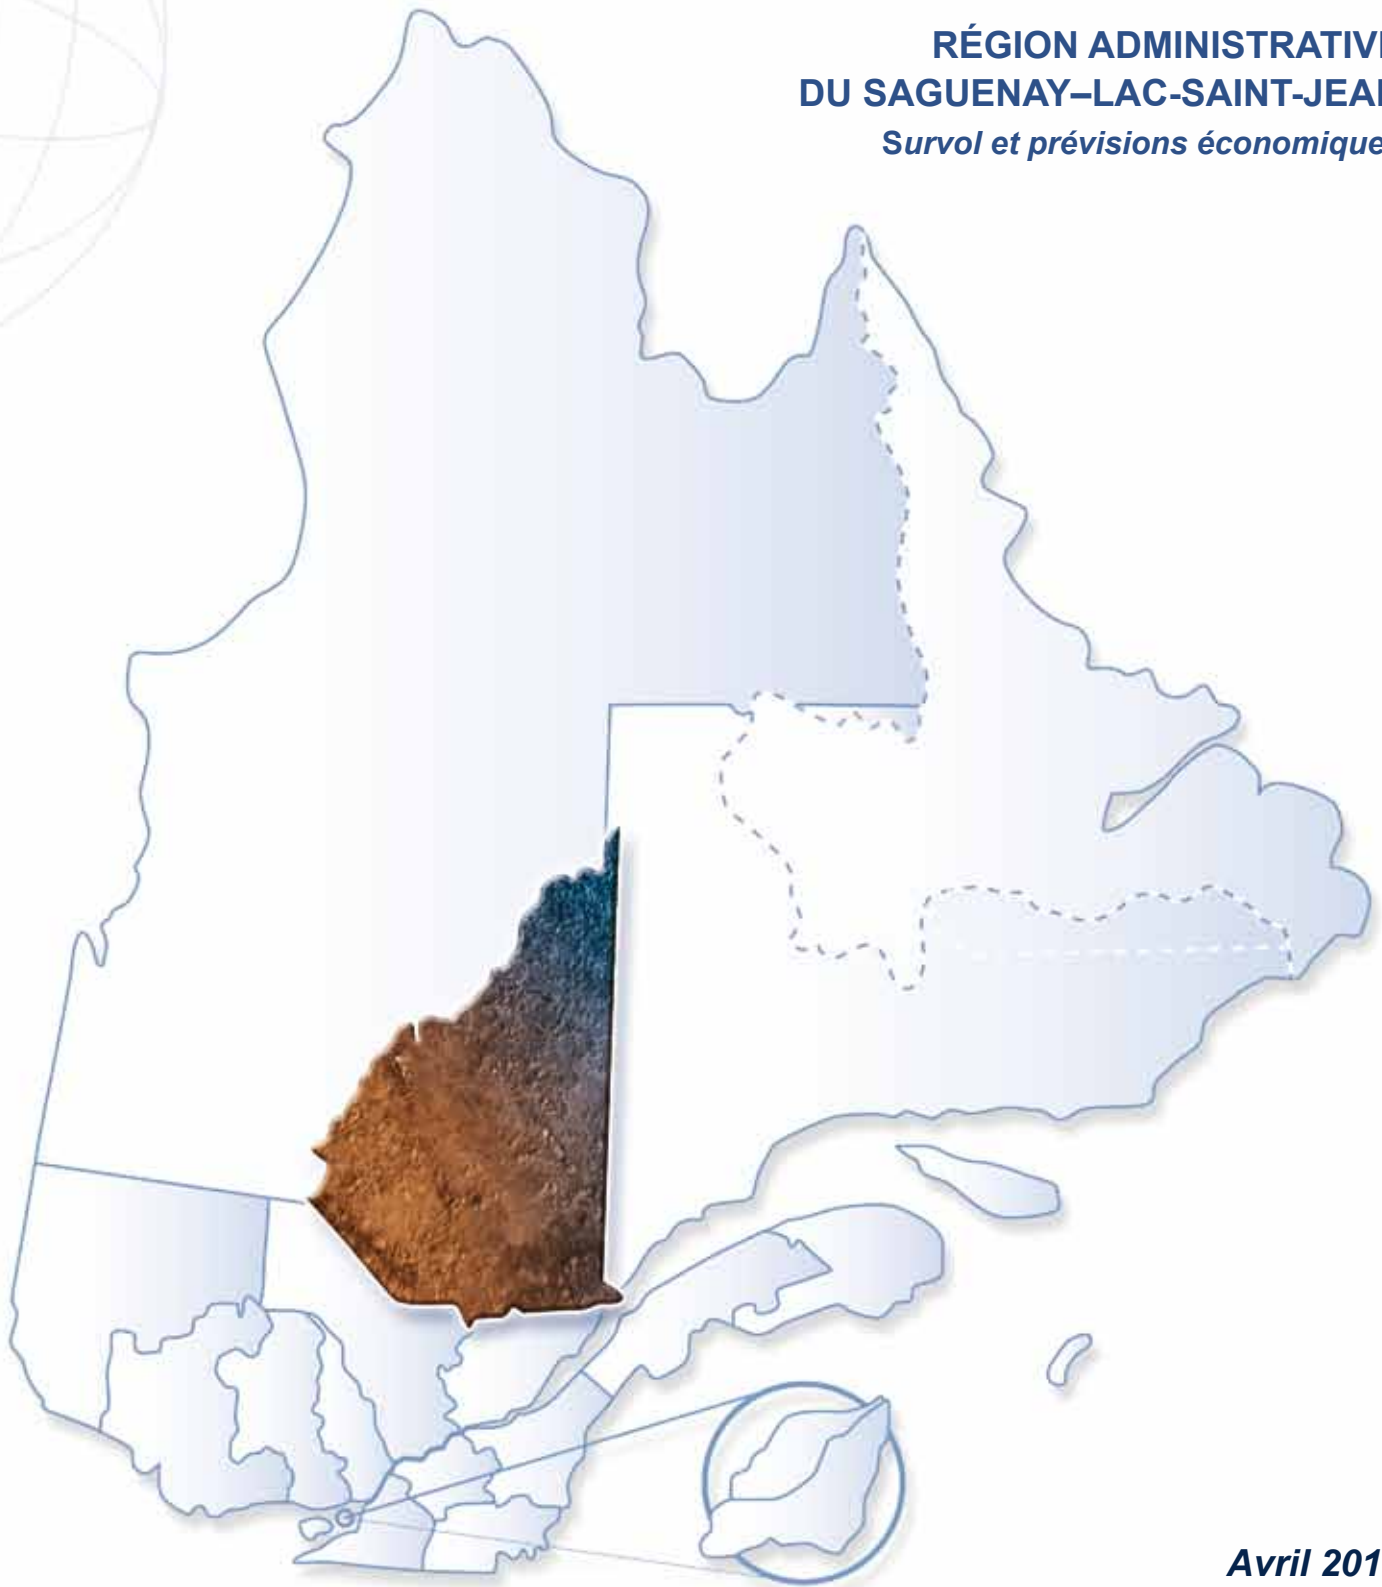 RÉGION ADMINISTRATIV
DU SAGUENAY–LAC-SAINT-JEA
Survol et prévisions économique
Avril 201